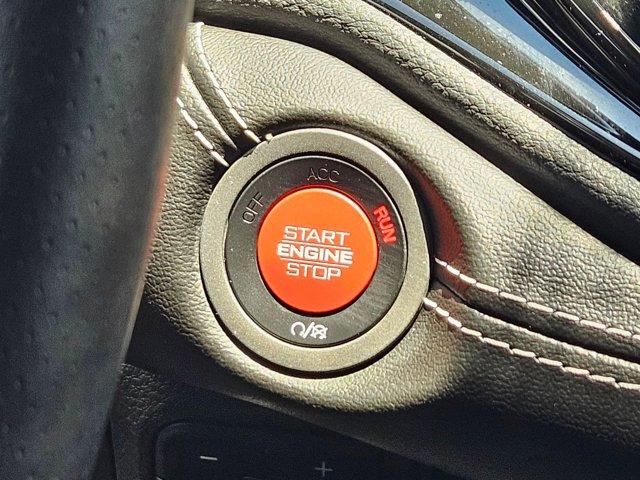 OFF
ACC
RUN
START
ENGINE
STOP
- +